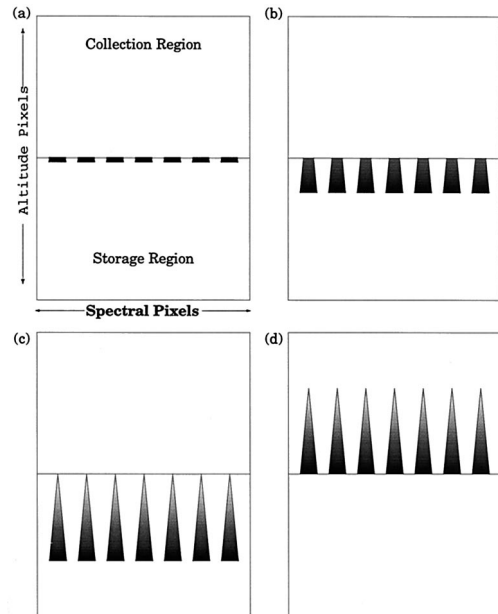 (a)
Collection Region
Altitude Pixels
Storage Region
Spectral Pixels
(b)
(c)
(d)